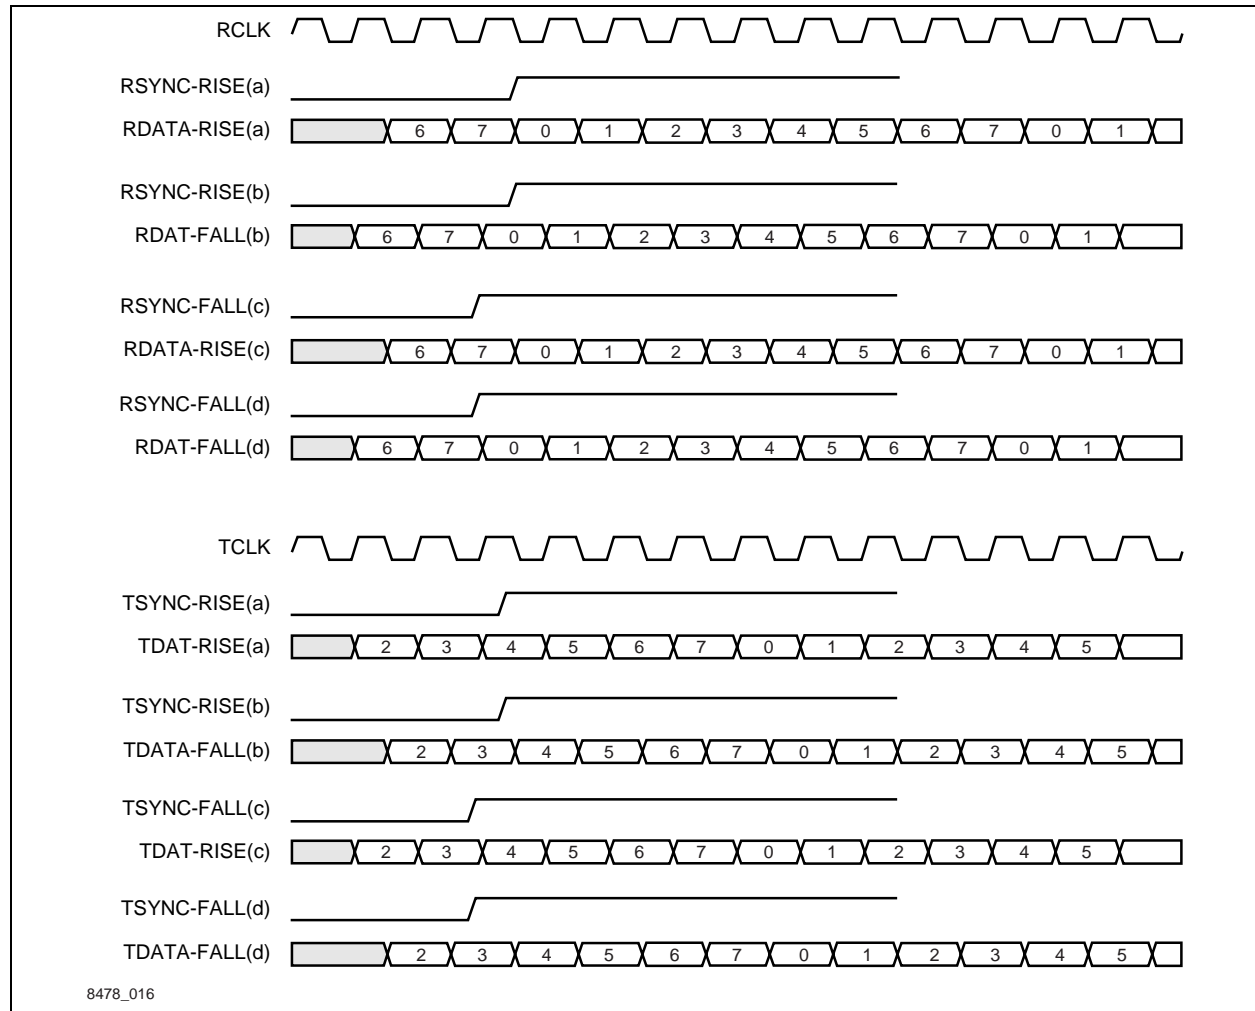 RCLK
RSYNC-RISE(a)
RDATA-RISE(a) 6 7 0 1 2 3 4 5 6 7 0 1
RSYNC-RISE(b)
RDAT-FALL(b) 6 7 0 1 2 3 4 5 6 7 0 1
RSYNC-FALL(c)
RDATA-RISE(c) 6 7 0 1 2 3 4 5 6 7 0 1
RSYNC-FALL(d)
RDAT-FALL(d) 6 7 0 1 2 3 4 5 6 7 0 1
TCLK
TSYNC-RISE(a)
TDAT-RISE(a) 2 3 4 5 6 7 0 1 2 3 4 5
TSYNC-RISE(b)
TDATA-FALL(b) 2 3 4 5 6 7 0 1 2 3 4 5
TSYNC-FALL(c)
TDAT-RISE(c) 2 3 4 5 6 7 0 1 2 3 4 5
TSYNC-FALL(d)
TDATA-FALL(d) 2 3 4 5 6 7 0 1 2 3 4 5
8478_016